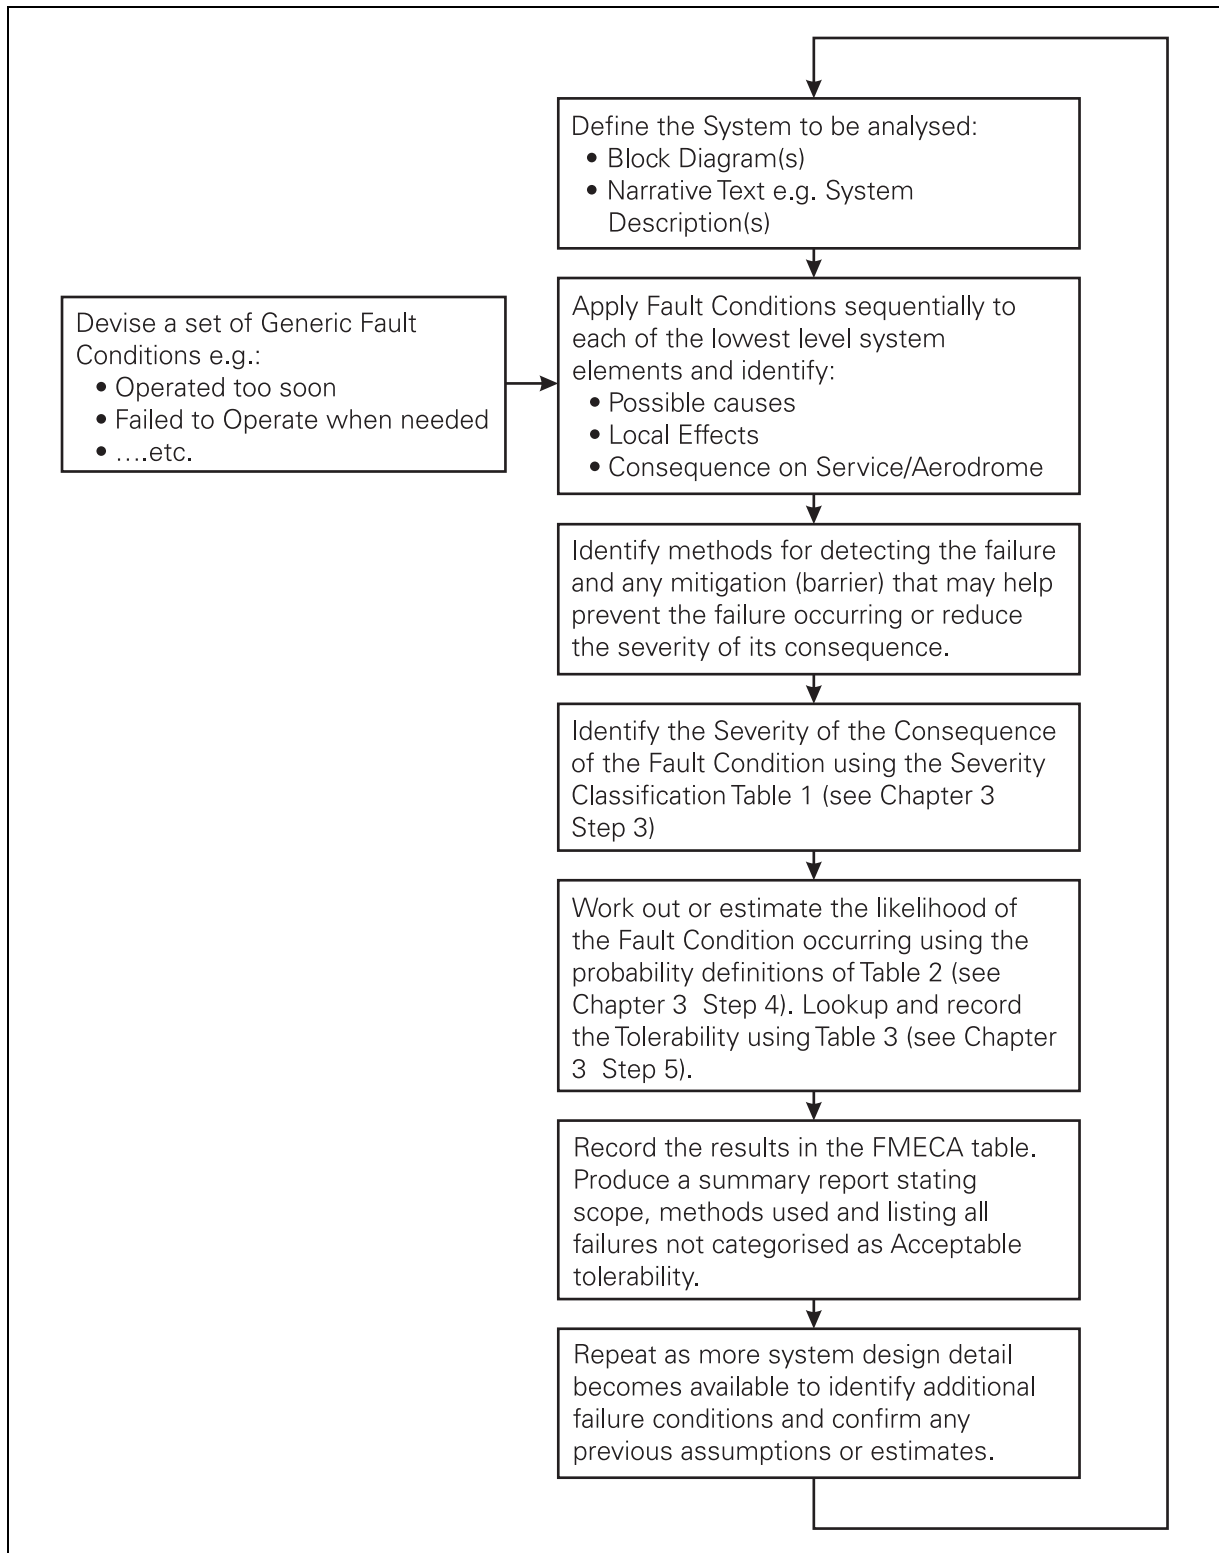 Define the System to be analysed:
• Block Diagram(s)
• Narrative Text e.g. System
Description(s)
Devise a set of Generic Fault
Conditions e.g.:
• Operated too soon
• Failed to Operate when needed
• ....etc.
Apply Fault Conditions sequentially to
each of the lowest level system
elements and identify:
• Possible causes
• Local Effects
• Consequence on Service/Aerodrome
Identify methods for detecting the failure
and any mitigation (barrier) that may help
prevent the failure occurring or reduce
the severity of its consequence.
Identify the Severity of the Consequence
of the Fault Condition using the Severity
Classification Table 1 (see Chapter 3
Step 3)
Work out or estimate the likelihood of
the Fault Condition occurring using the
probability definitions of Table 2 (see
Chapter 3 Step 4). Lookup and record
the Tolerability using Table 3 (see Chapter
3 Step 5).
Record the results in the FMECA table.
Produce a summary report stating
scope, methods used and listing all
failures not categorised as Acceptable
tolerability.
Repeat as more system design detail
becomes available to identify additional
failure conditions and confirm any
previous assumptions or estimates.